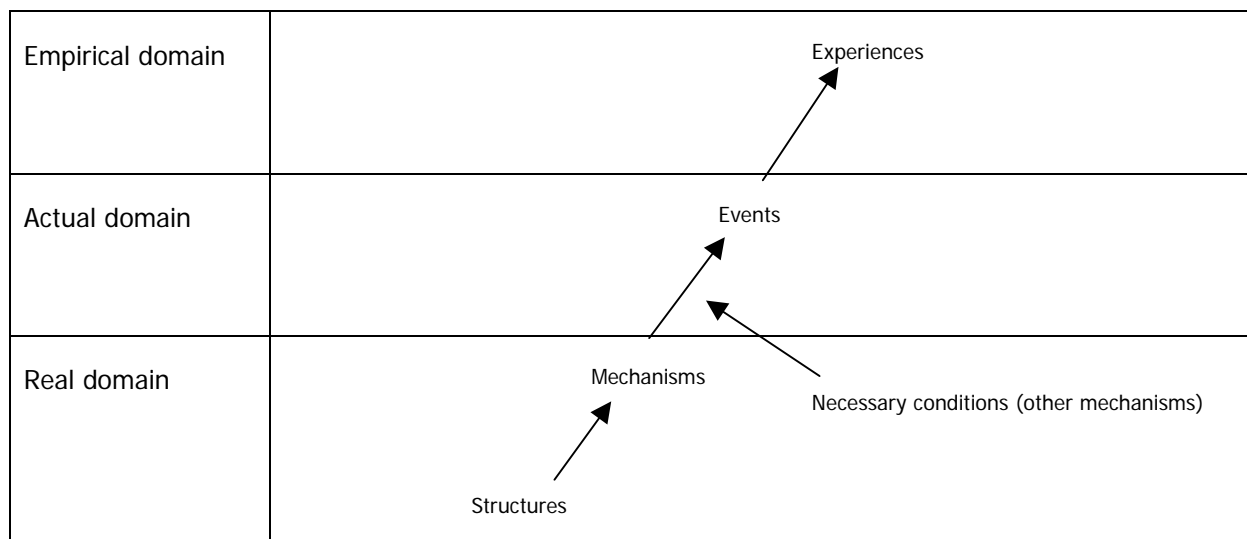 Empirical domain
Experiences
Actual domain
Events
Real domain
Mechanisms
Necessary conditions (other mechanisms)
Structures